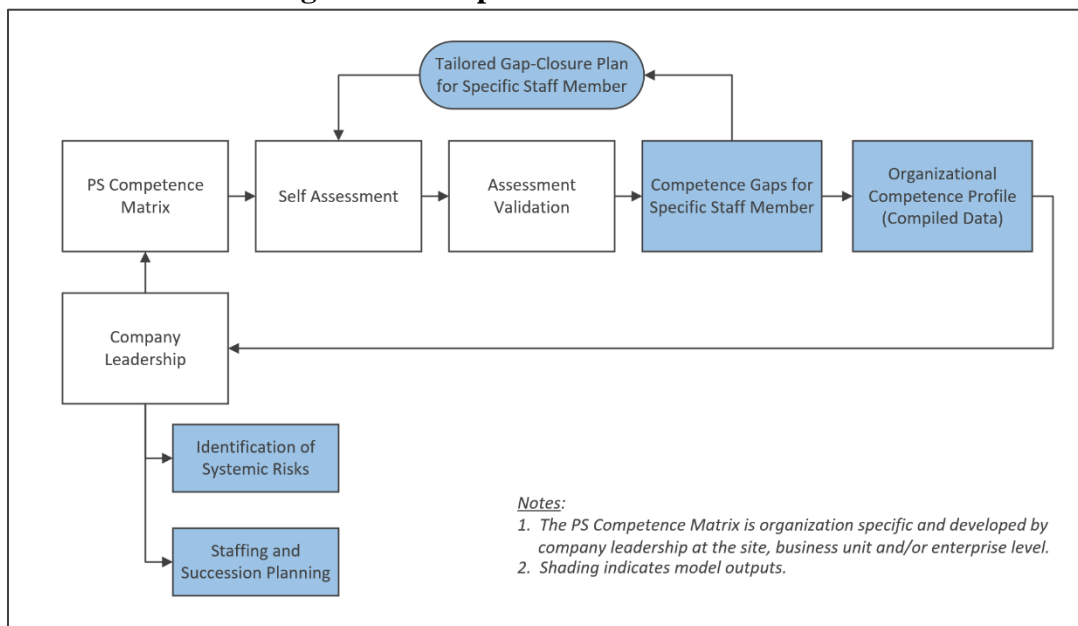 Tailored Gap-Closure Plan
for Specific Staff Member
PS Competence
Matrix
Self Assessment
Assessment
Validation
Competence Gaps for
Specific Staff Member
Organizational
Competence Profile
(Compiled Data)
Company
Leadership
Identification of
Systemic Risks
Staffing and
Succession Planning
Notes:
1. The PS Competence Matrix is organization specific and developed by
company leadership at the site, business unit and/or enterprise level.
2. Shading indicates model outputs.